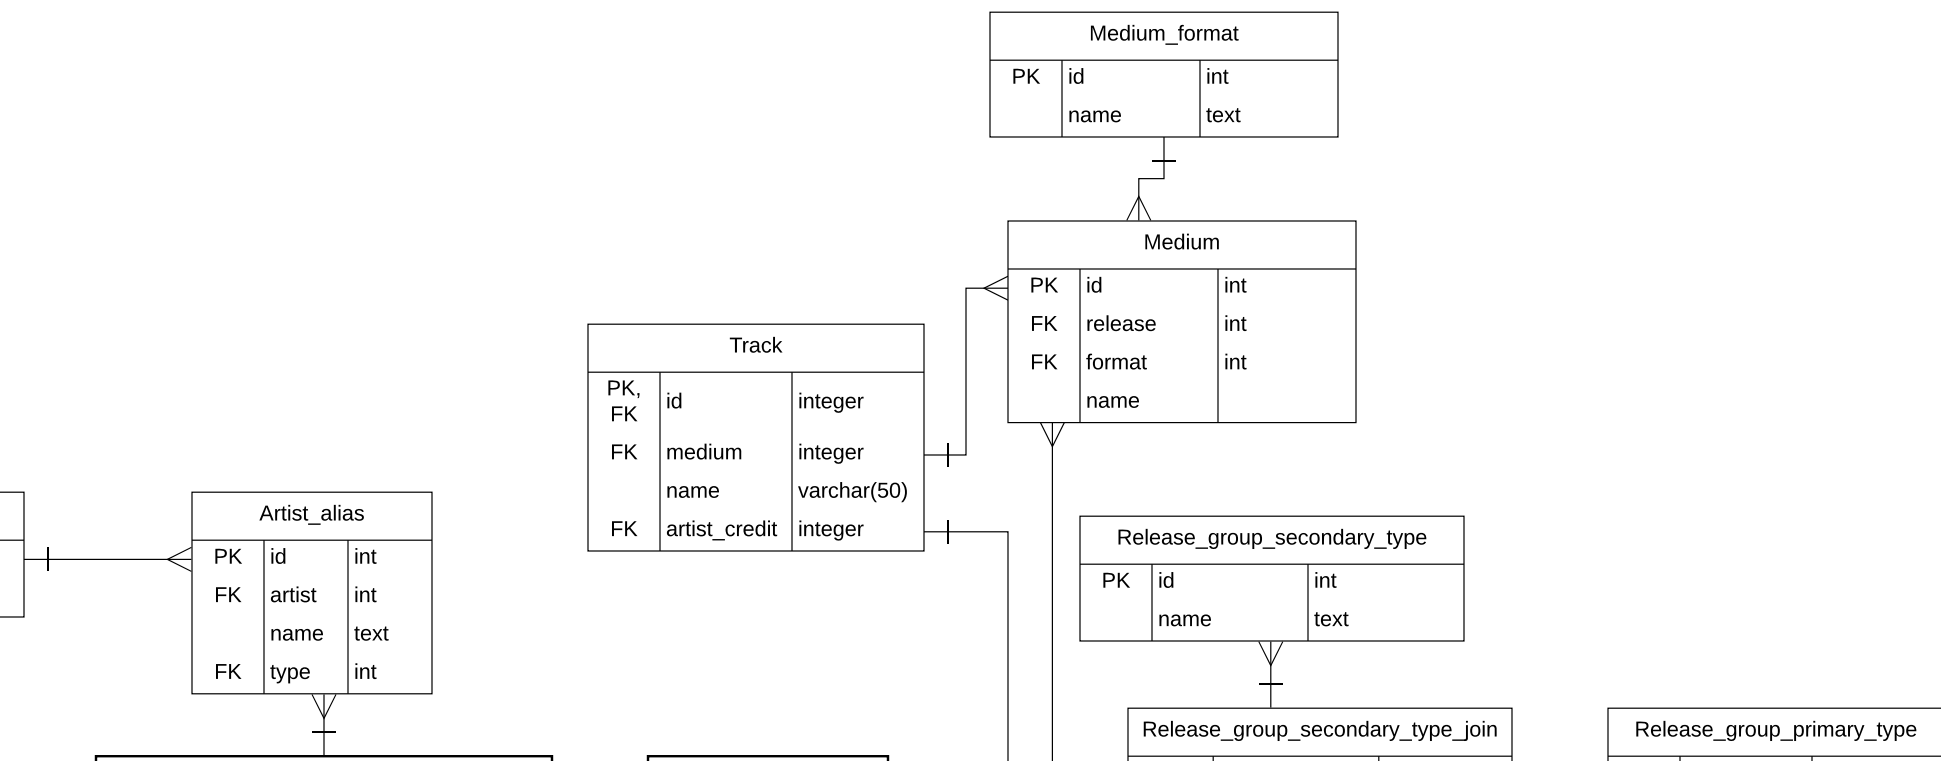 Medium_format
PK id int
name text
Medium
PK id int
FK release int
FK format int
name
Track
PK,
FK id integer
FK medium integer
name varchar(50)
FK artist_credit integer
Artist_alias
PK id int
FK artist int
name text
FK type int
Release_group_secondary_type
PK id int
name text
Release_group_secondary_type_join
Release_group_primary_type